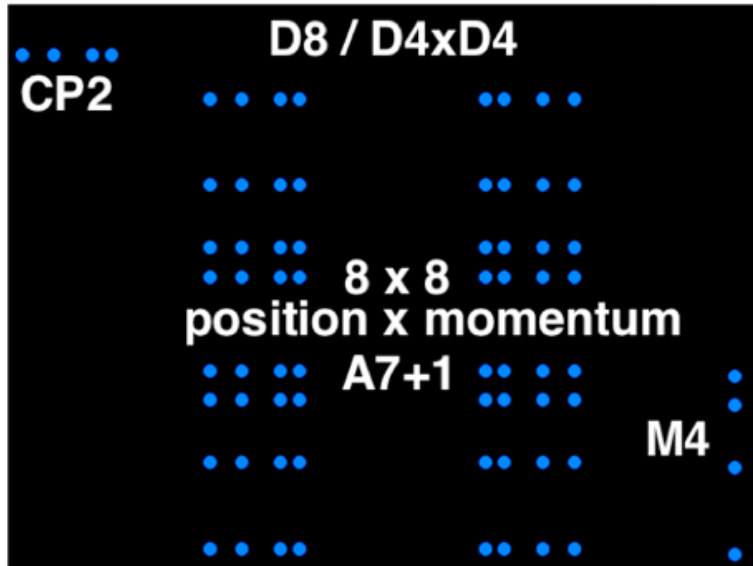 D8 / D4xD4
CP2
8 x 8
position x momentum
A7+1
M4